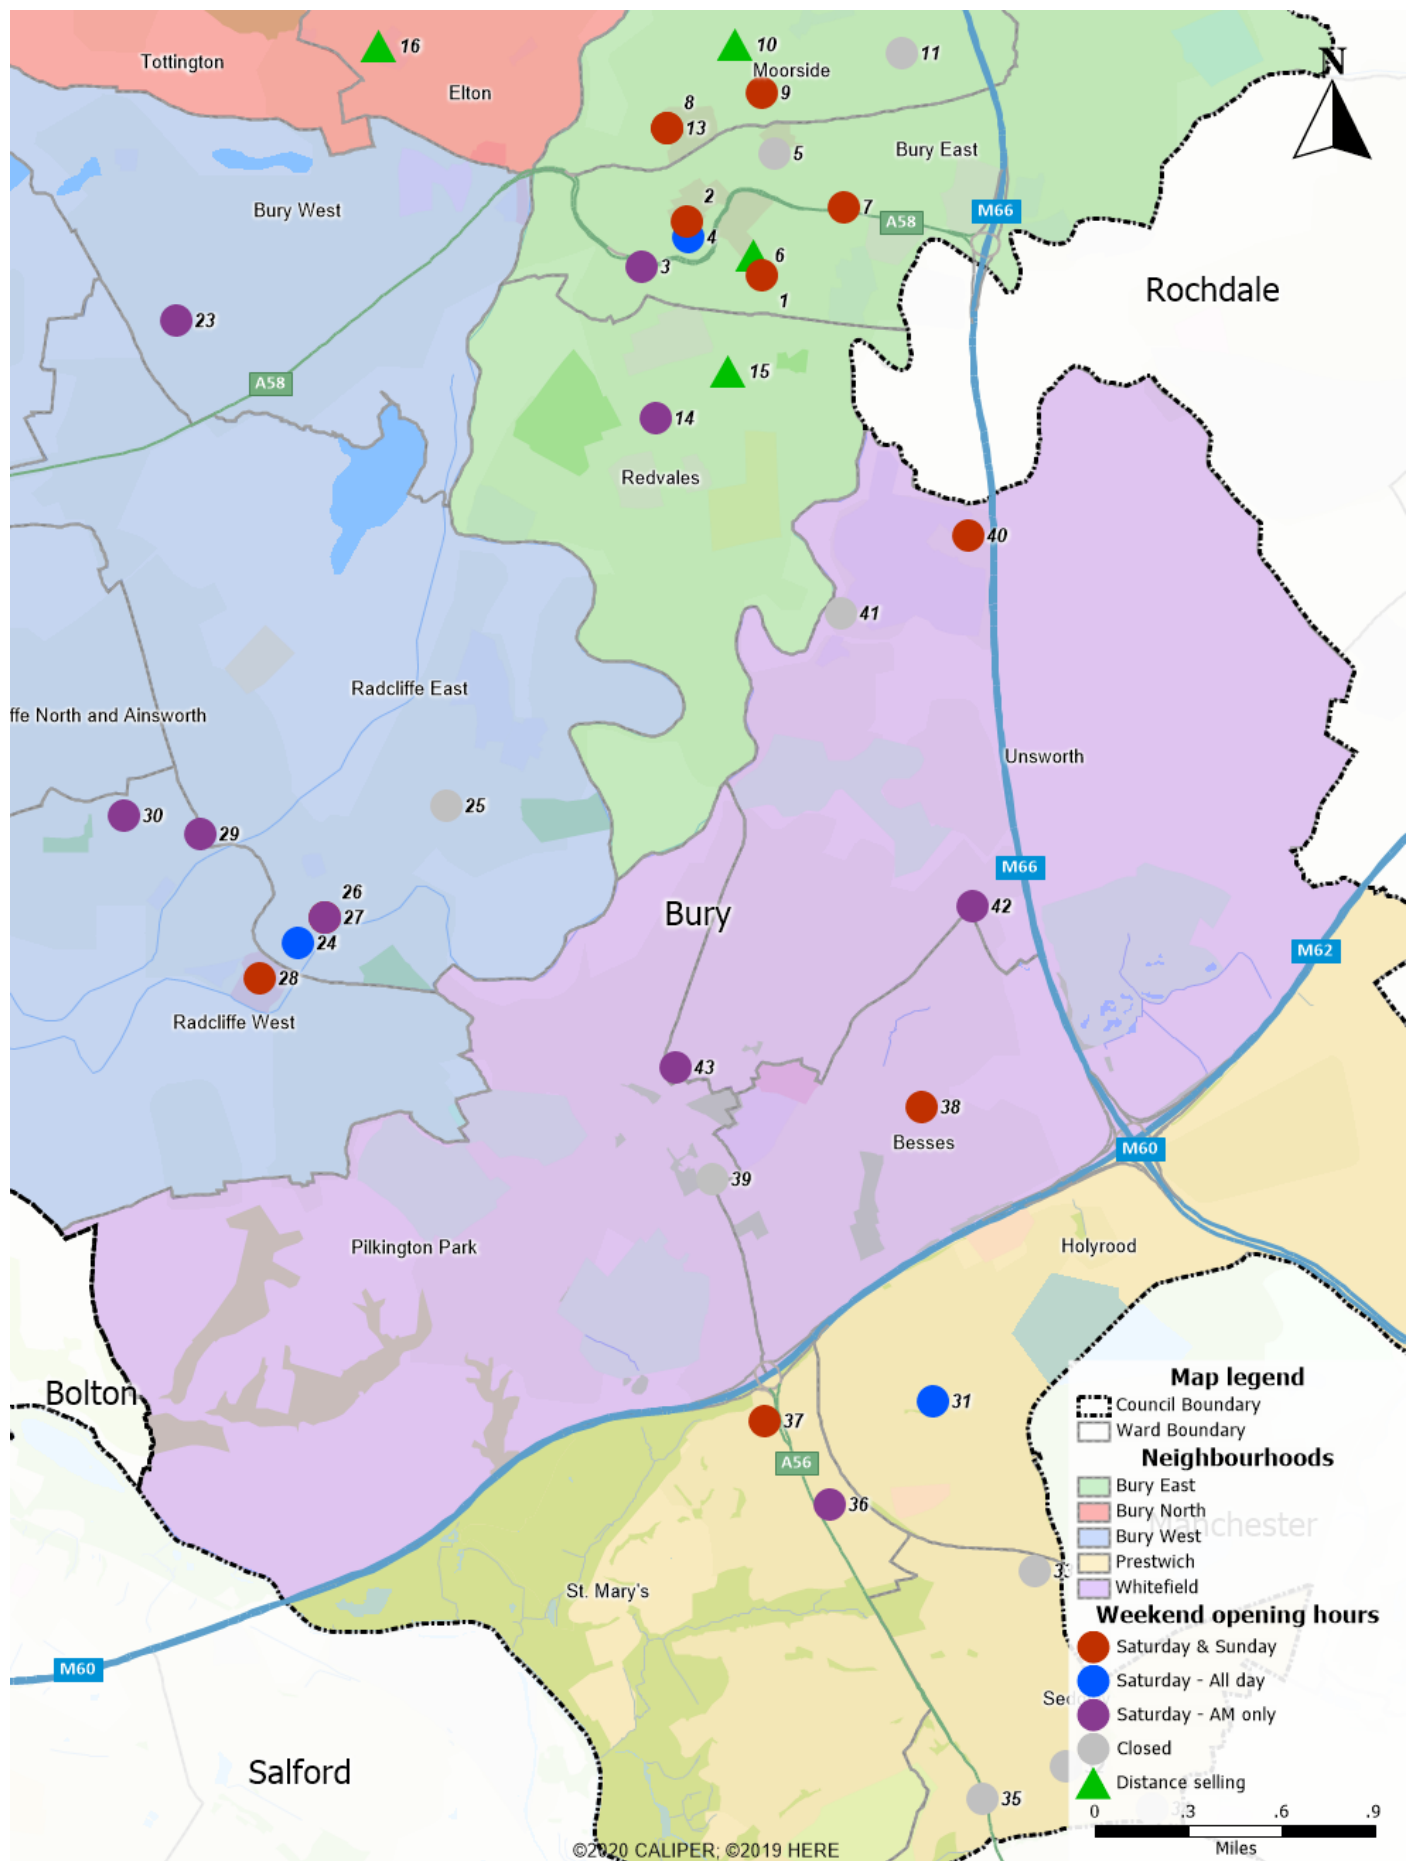 16
10
11
N
Tottington
Moorside
Elton
9
8
13
5
Bury East
2
7
Bury West
M66
A58
4
3
6
Rochdale
1
23
15
A58
14
Redvales
40
41
Radcliffe East
ffe North and Ainsworth
Unsworth
25
30
29
M66
26
27
42
Bury
24
M62
28
Radcliffe West
43
38
Besses
M60
39
Pilkington Park
Holyrood
Bolton
31
37
A56
36
St. Mary's
M60
Salford
35
©2020 CALIPER; ©2019 HERE
Map legend
Council Boundary
Ward Boundary
Neighbourhoods
Bury East
Bury North
Manchester
Bury West
Prestwich
Whitefield
Weekend opening hours
Saturday & Sunday
Saturday - All day
Saturday - AM only
Closed
Distance selling
0 .3 .6 .9
Miles